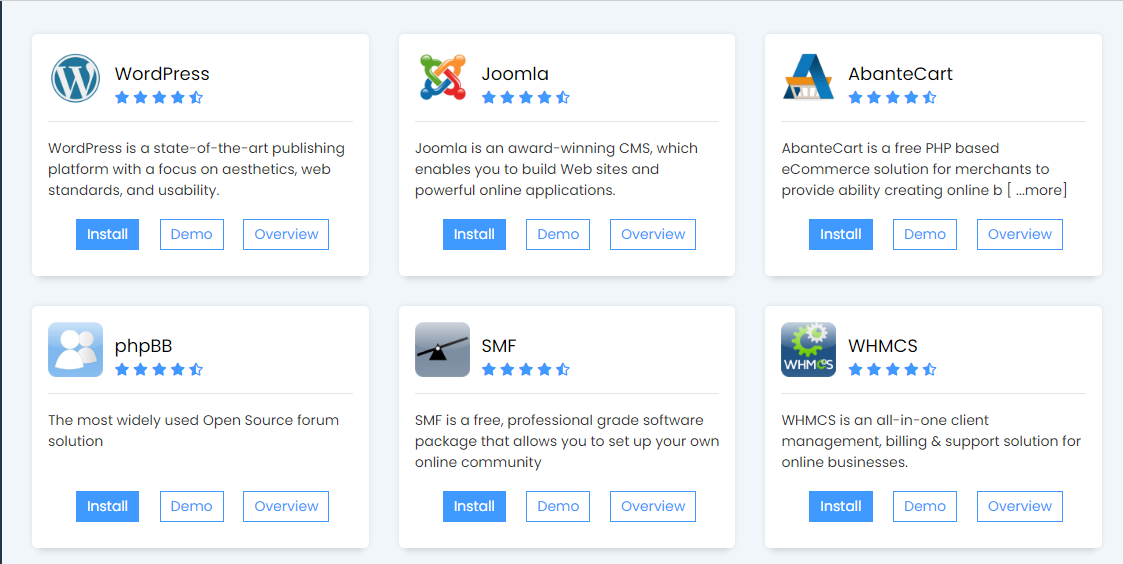 WordPress
WordPress is a state-of-the-art publishing
platform with a focus on aesthetics, web
standards, and usability.
Install Demo Overview
Joomla
Joomla is an award-winning CMS, which
enables you to build Web sites and
powerful online applications.
Install Demo Overview
AbanteCart
AbanteCart is a free PHP based
eCommerce solution for merchants to
provide ability creating online b [ ...more]
Install Demo Overview
phpBB
The most widely used Open Source forum
solution
Install Demo Overview
SMF
SMF is a free, professional grade software
package that allows you to set up your own
online community
Install Demo Overview
WHMCS
WHMCS
WHMCS is an all-in-one client
management, billing & support solution for
online businesses.
Install Demo Overview